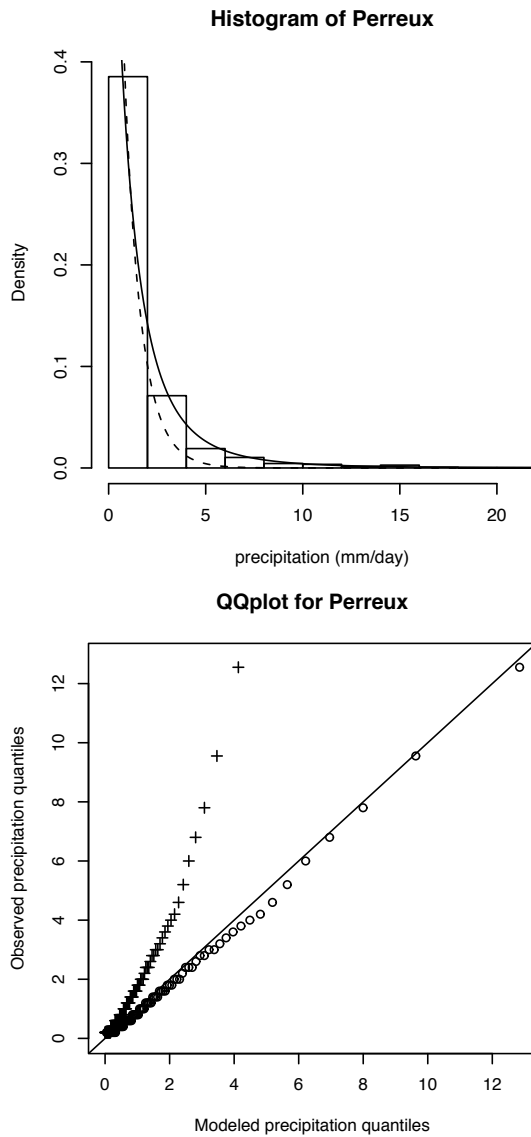 Histogram of Perreux
0.4
0.3
0.2
0.1
0.0
Density
0 5 10 15 20
precipitation (mm/day)
QQplot for Perreux
12
10
8
6
4
2
0
Observed precipitation quantiles
0 2 4 6 8 10 12
Modeled precipitation quantiles